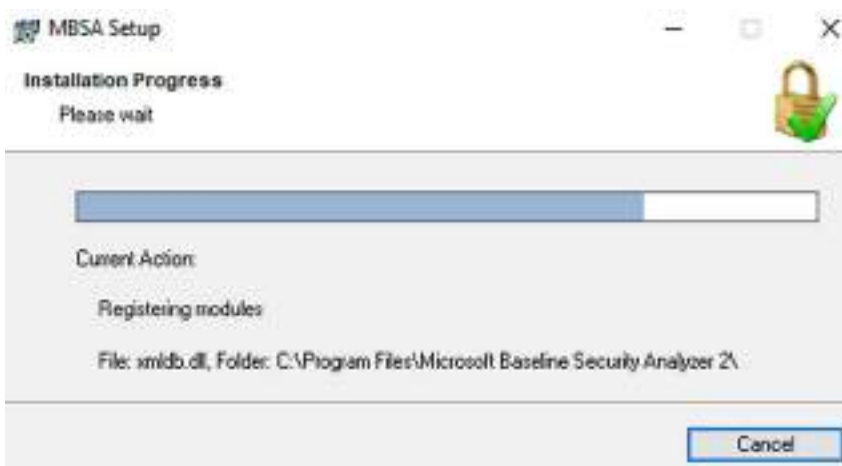 MBSA Setup
Installation Progress
Please wait
Current Action:
Registering modules
File: xmldb.dll, Folder: C:\Program Files\Microsoft Baseline Security Analyzer 2\
Cancel